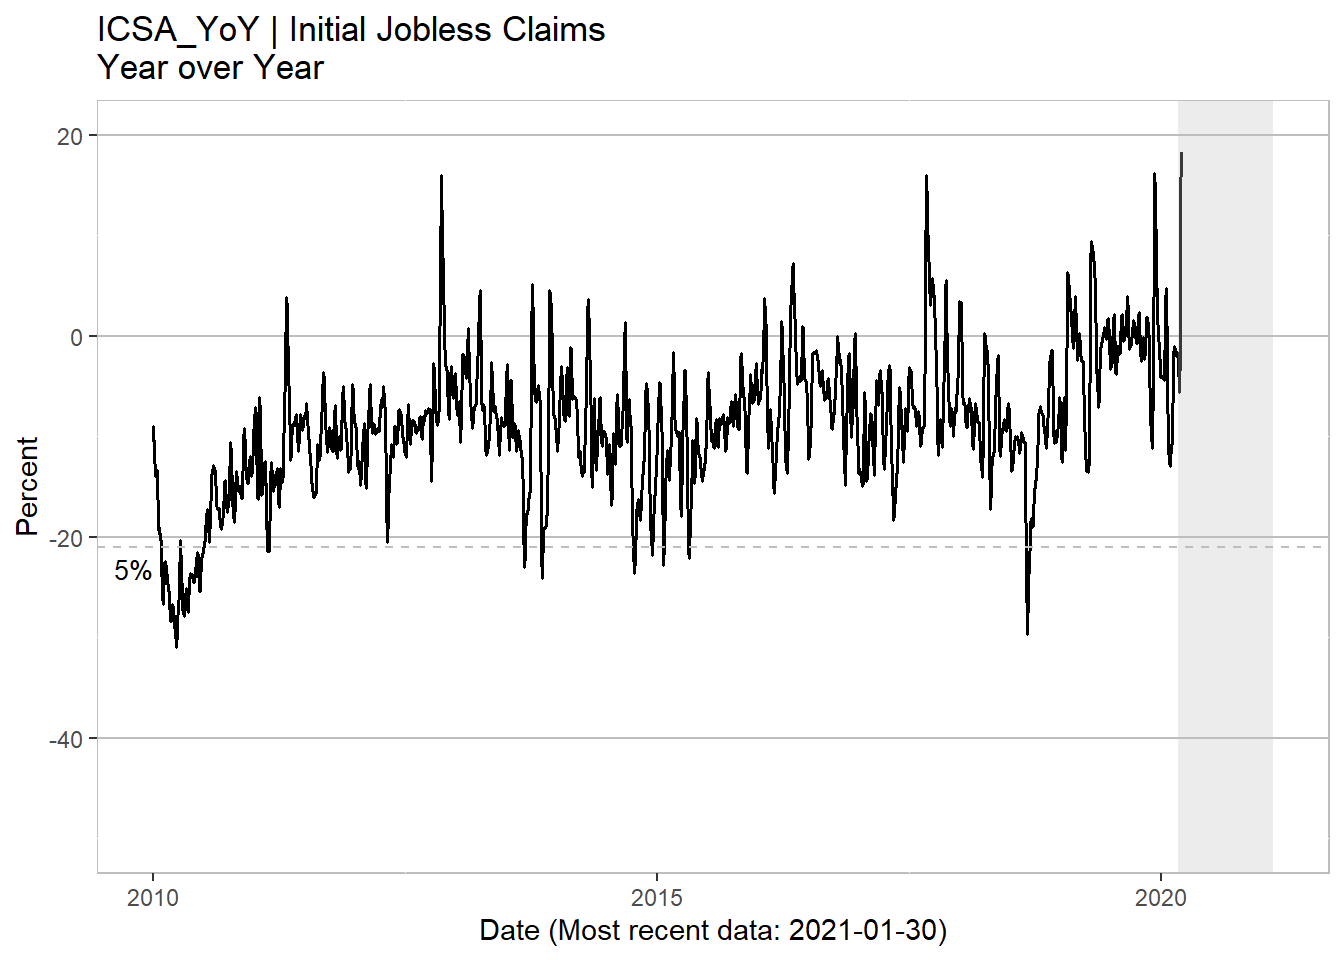 ICSA_YoY | Initial Jobless Claims
Year over Year
Percent
20
0
-20
5%
-40
2010
2015
2020
Date (Most recent data: 2021-01-30)